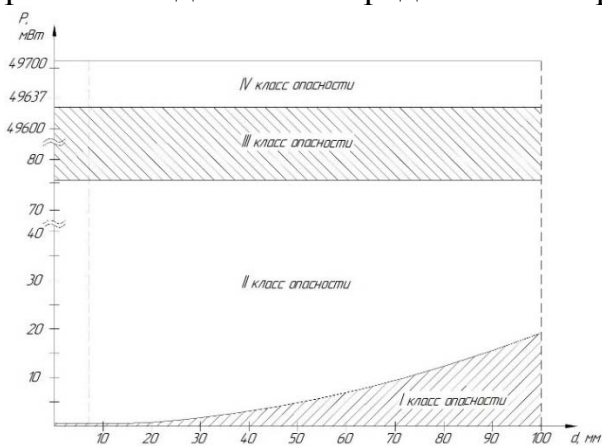 P,
мВт
49700
49637
49600
80
70
40
30
20
10
IV класс опасности
III класс опасности
II класс опасности
I класс опасности
10 20 30 40 50 60 70 80 90 100 d, мм